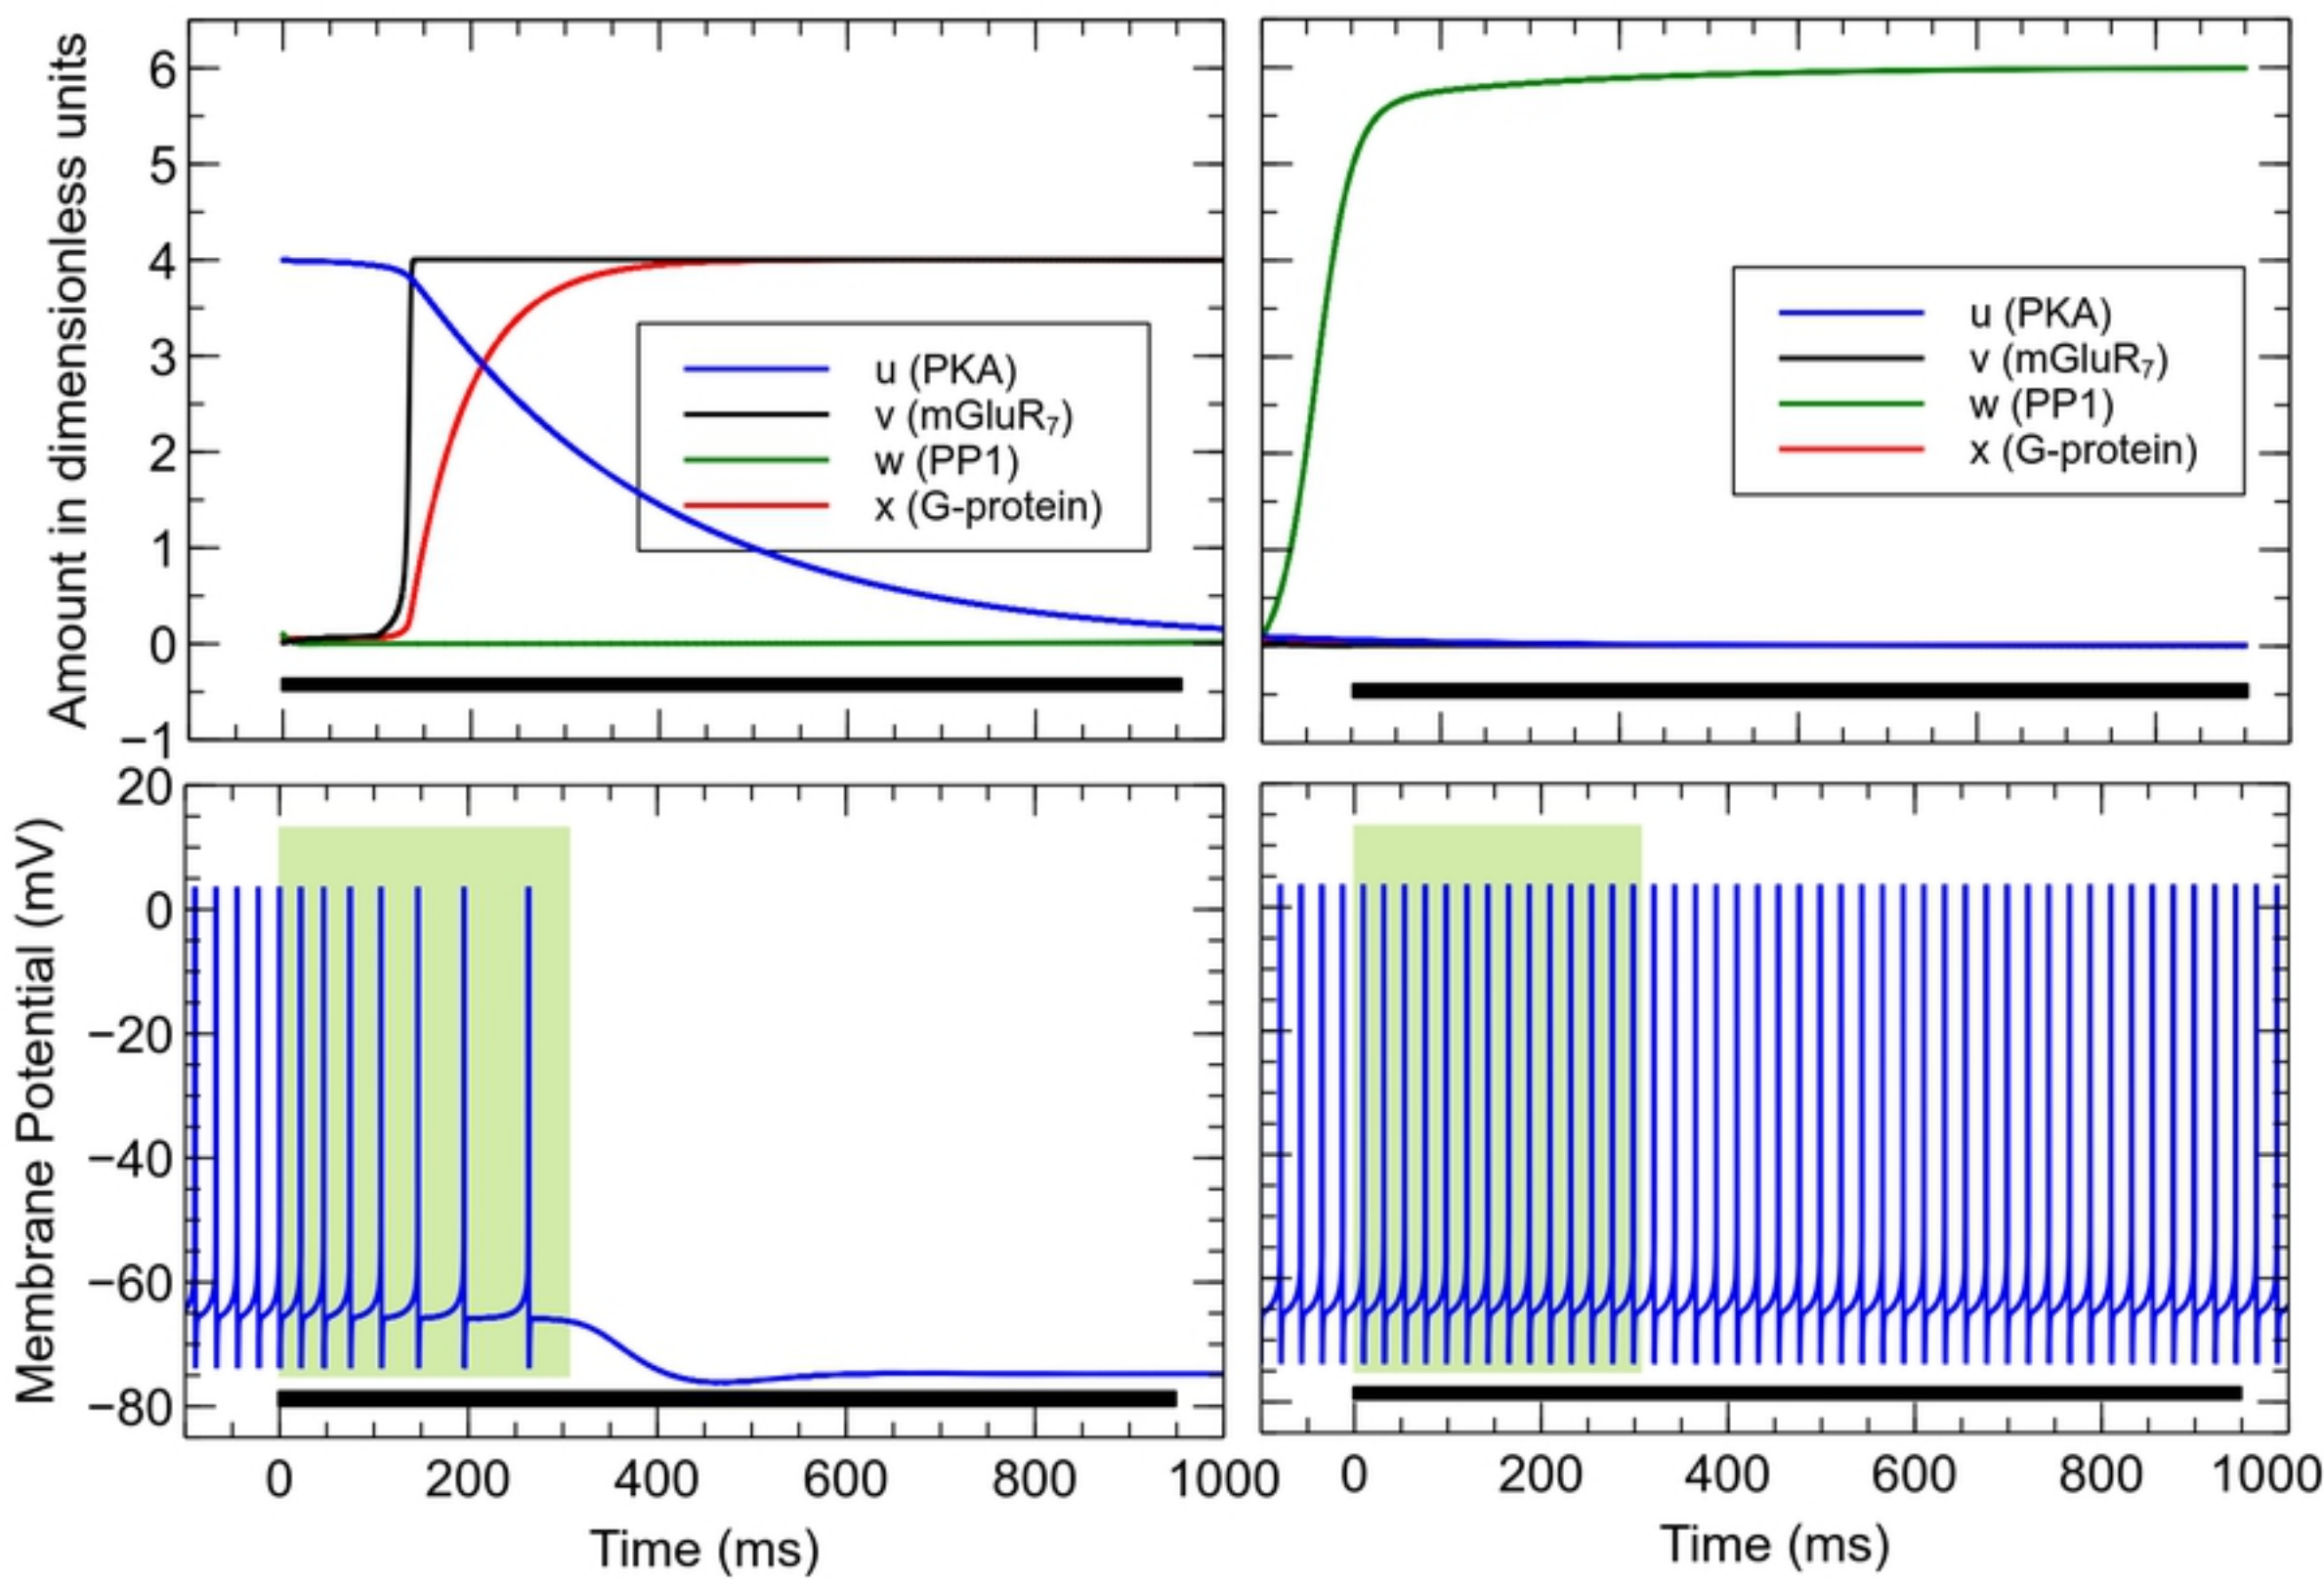 Amount in dimensionless units
6
5
4
3
2
1
0
−1
u (PKA)
v (mGluR₇)
w (PP1)
x (G-protein)
u (PKA)
v (mGluR₇)
w (PP1)
x (G-protein)
Membrane Potential (mV)
20
0
−20
−40
−60
−80
0 200 400 600 800 1000
0 200 400 600 800 1000
Time (ms)
Time (ms)